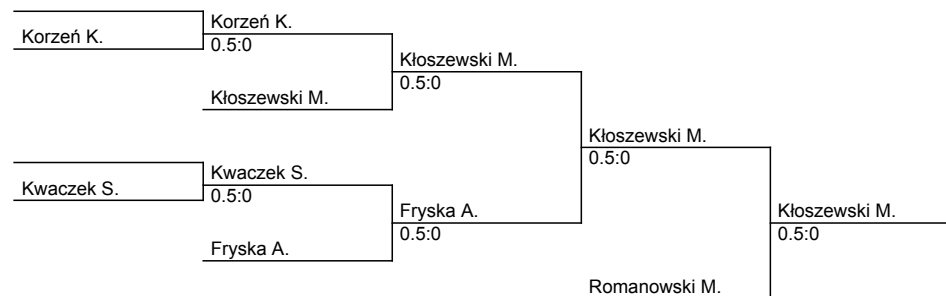 Korzeń K.
Korzeń K.
0.5:0
Kłoszewski M.
Kłoszewski M.
0.5:0
Kwaczek S.
Kwaczek S.
0.5:0
Fryska A.
Fryska A.
0.5:0
Kłoszewski M.
0.5:0
Romanowski M.
Kłoszewski M.
0.5:0